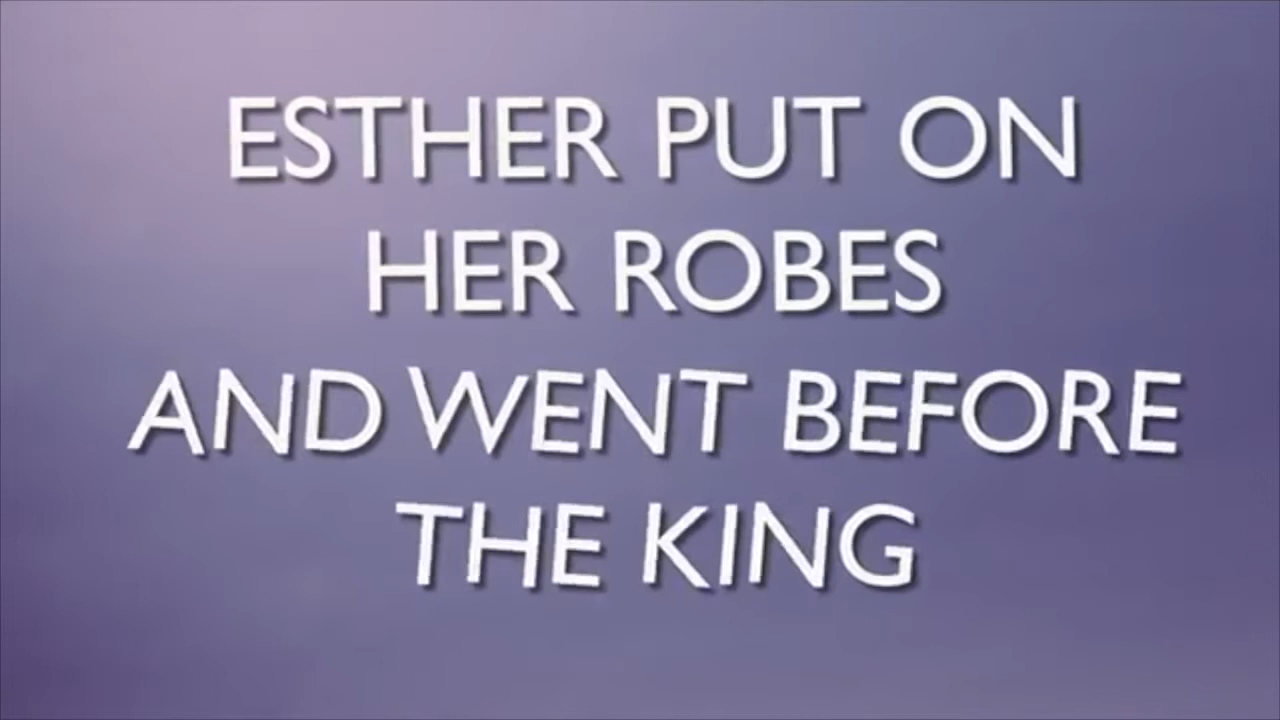 ESTHER PUT ON
HER ROBES
AND WENT BEFORE
THE KING